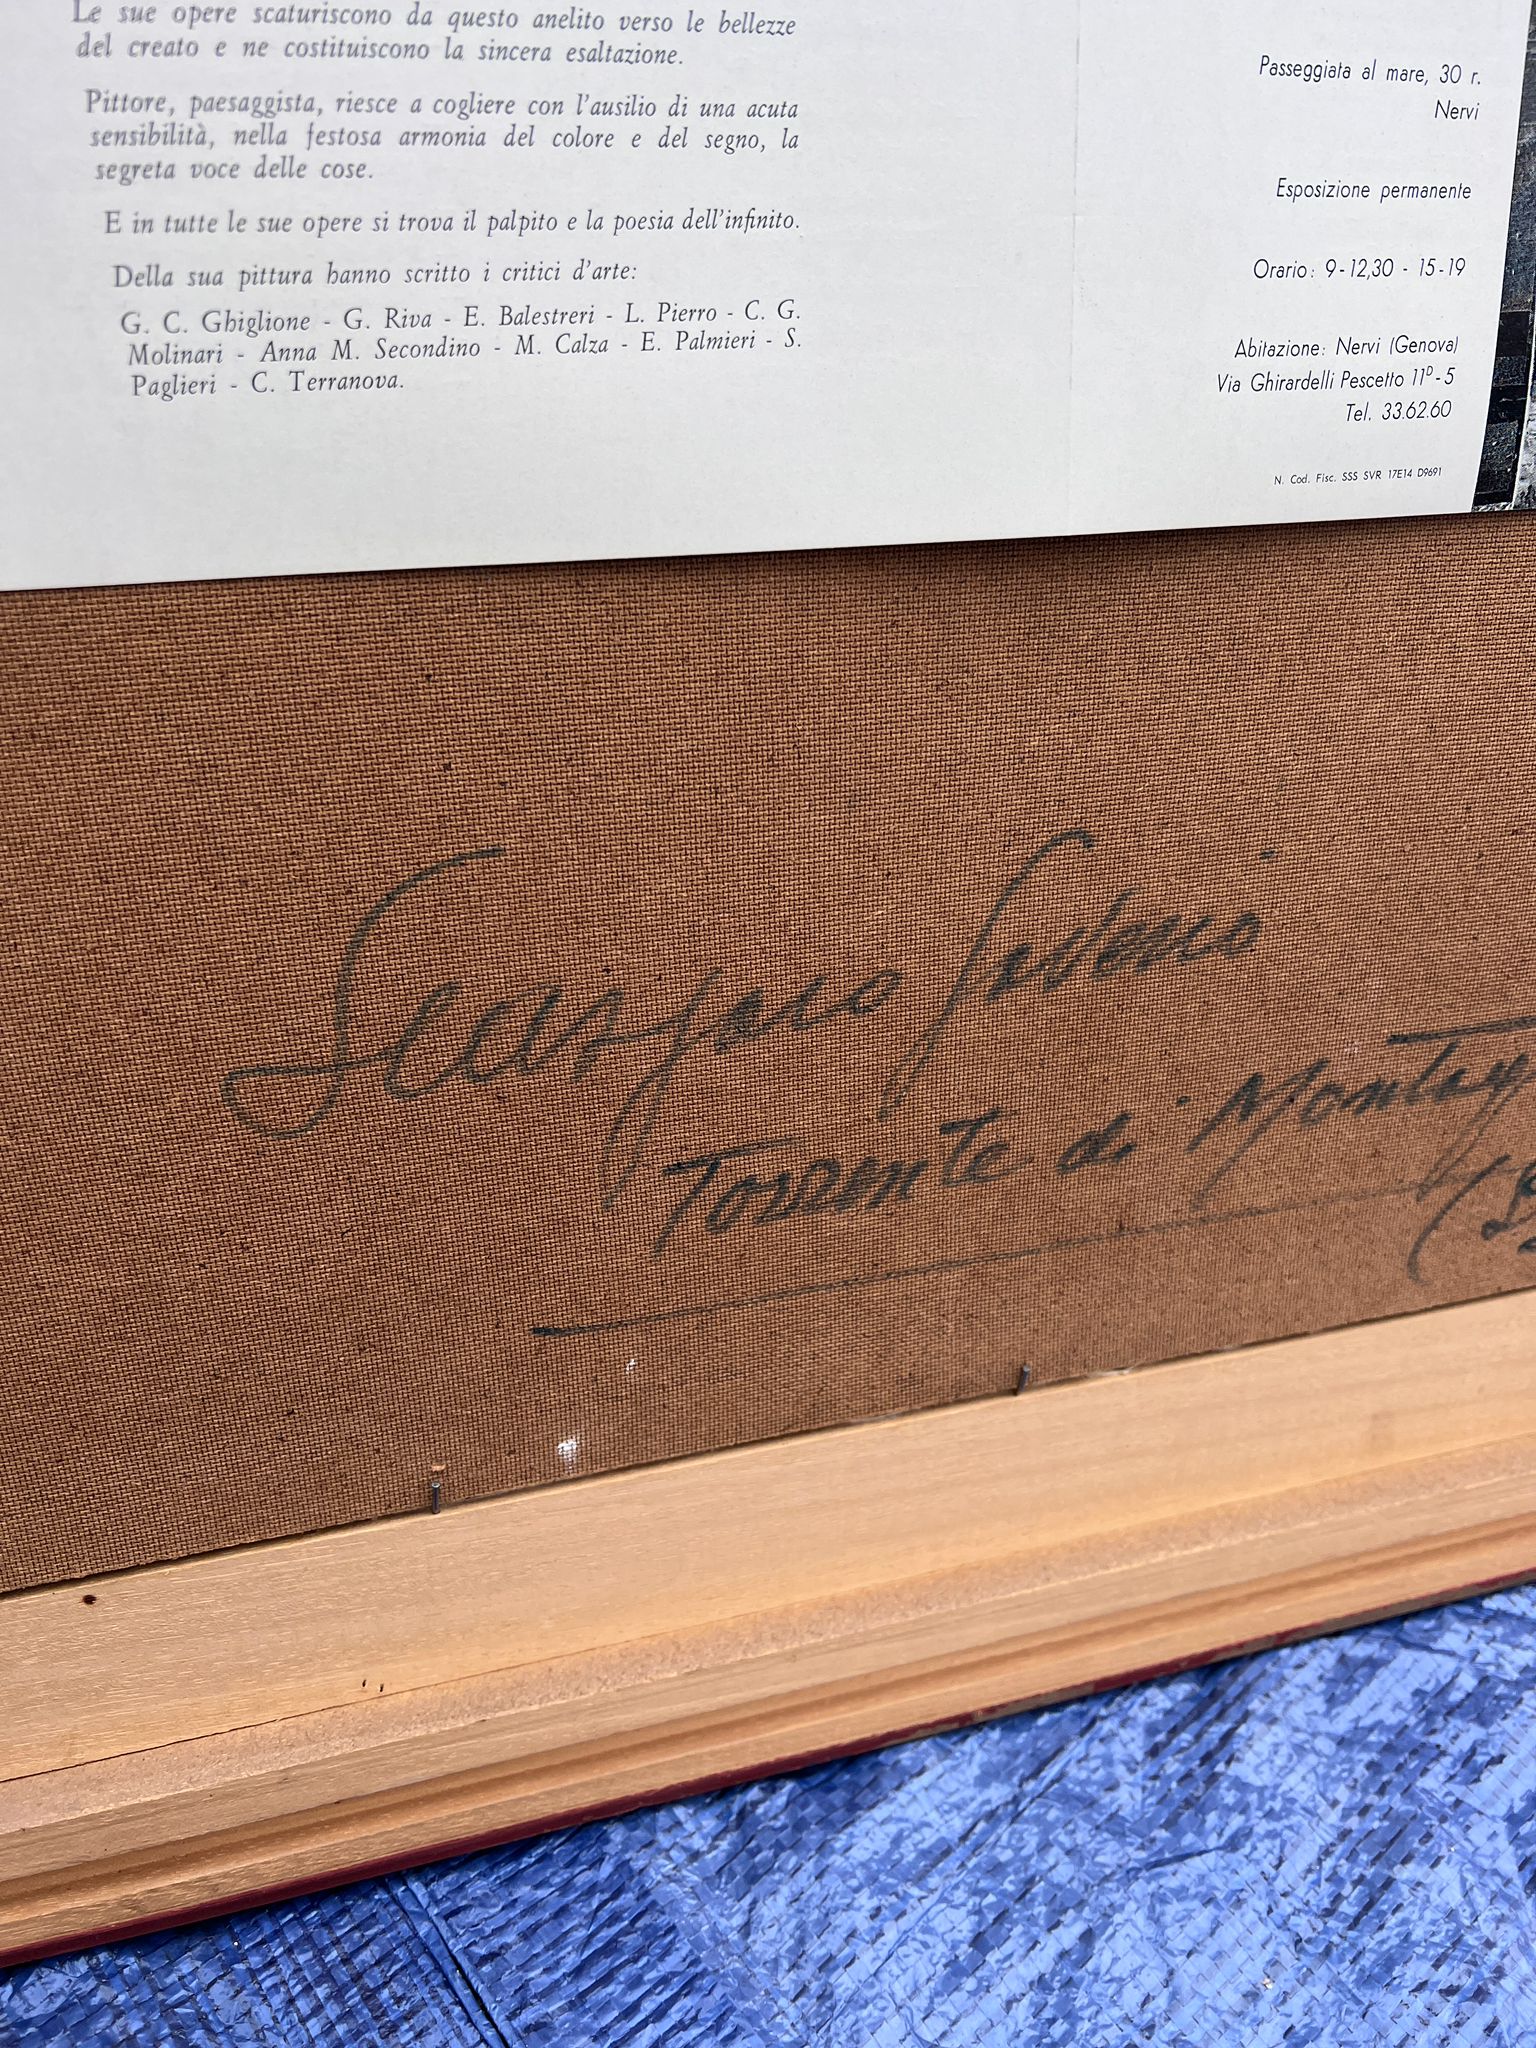 Le sue opere scaturiscono da questo anelito verso le bellezze
del creato e ne costituiscono la sincera esaltazione.
Pittore, paesaggista, riesce a cogliere con l'ausilio di una acuta
sensibilità, nella festosa armonia del colore e del segno, la
segreta voce delle cose.
E in tutte le sue opere si trova il palpito e la poesia dell'infinito.
Della sua pittura hanno scritto i critici d'arte:
G. C. Ghiglione - G. Riva - E. Balestreri - L. Pierro - C. G.
Molinari - Anna M. Secondino - M. Calza - E. Palmieri - S.
Paglieri - C. Terranova.
Passeggiata al mare, 30 r.
Nervi
Esposizione permanente
Orario: 9-12,30 - 15-19
Abitazione: Nervi (Genova)
Via Ghirardelli Pescetto 11D-5
Tel. 33.62.60
N. Cod. Fisc. SSS SVR 17E14 D969I
Saverio
Torrente di